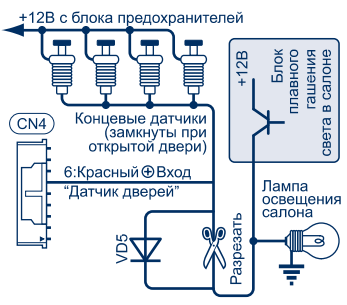 +12В с блока предохранителей
+12В
Блок
плавного
гашения
света в салоне
Концевые датчики
(замкнуты при
открытой двери)
CN4
6:Красный⊕Вход
“Датчик дверей”
Лампа
освещения
салона
VD5
Разрезать